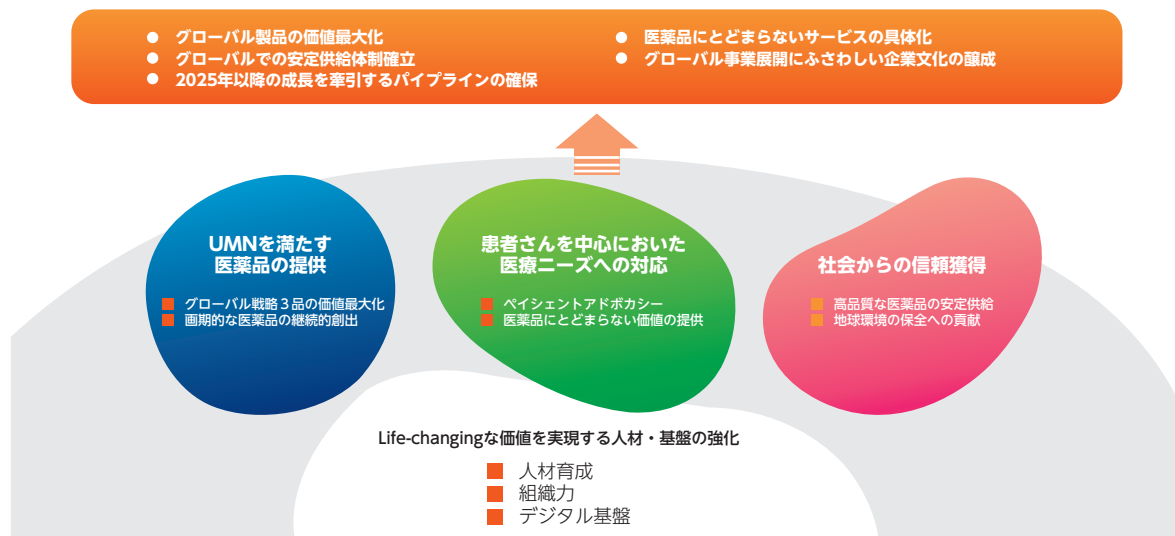 グローバル製品の価値最大化
グローバルでの安定供給体制確立
2025年以降の成長を牽引するパイプラインの確保
医薬品にとどまらないサービスの具体化
グローバル事業展開にふさわしい企業文化の醸成
UMNを満たす
医薬品の提供
グローバル戦略３品の価値最大化
画期的な医薬品の継続的創出
患者さんを中心においた
医療ニーズへの対応
ペイシェントアドボカシー
医薬品にとどまらない価値の提供
社会からの信頼獲得
高品質な医薬品の安定供給
地球環境の保全への貢献
Life-changingな価値を実現する人材・基盤の強化
人材育成
組織力
デジタル基盤